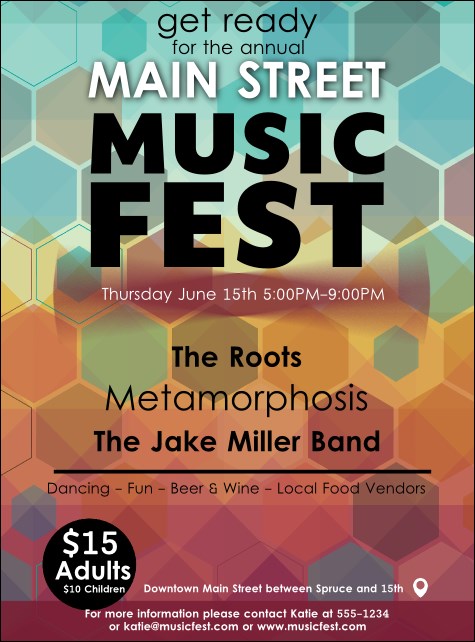 get ready
for the annual
MAIN STREET
MUSIC
FEST
Thursday June 15th 5:00PM–9:00PM
The Roots
Metamorphosis
The Jake Miller Band
Dancing – Fun – Beer & Wine – Local Food Vendors
$15
Adults
$10 Children
Downtown Main Street between Spruce and 15th
For more information please contact Katie at 555-1234
or katie@musicfest.com or www.musicfest.com